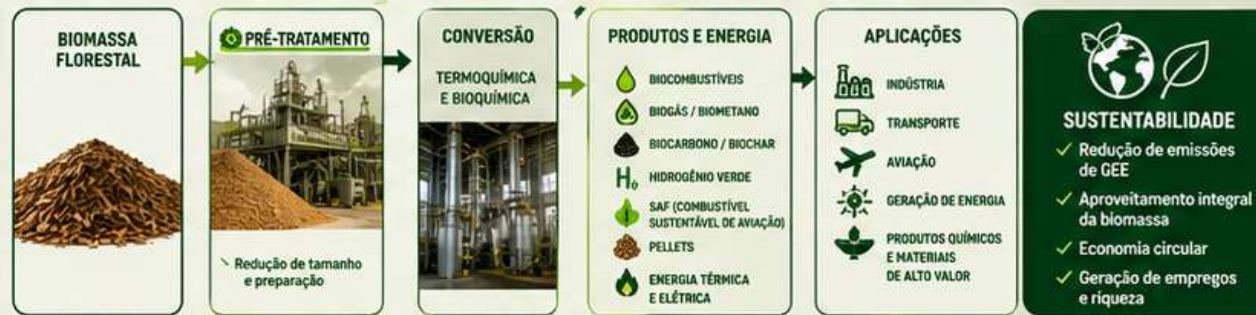 BIOMASSA
FLORESTAL
PRÉ-TRATAMENTO
Redução de tamanho
e preparação
CONVERSÃO
TERMOQUÍMICA
E BIOQUÍMICA
PRODUTOS E ENERGIA
BIOCOMBUSTÍVEIS
BIOGÁS / BIOMETANO
BIOCARBONO / BIOCHAR
H₆ HIDROGÊNIO VERDE
SAF (COMBUSTÍVEL
SUSTENTÁVEL DE AVIAÇÃO)
PELLETS
ENERGIA TÉRMICA
E ELÉTRICA
APLICAÇÕES
INDÚSTRIA
TRANSPORTE
AVIAÇÃO
GERAÇÃO DE ENERGIA
PRODUTOS QUÍMICOS
E MATERIAIS
DE ALTO VALOR
SUSTENTABILIDADE
✓ Redução de emissões
de GEE
✓ Aproveitamento integral
da biomassa
✓ Economia circular
✓ Geração de empregos
e riqueza